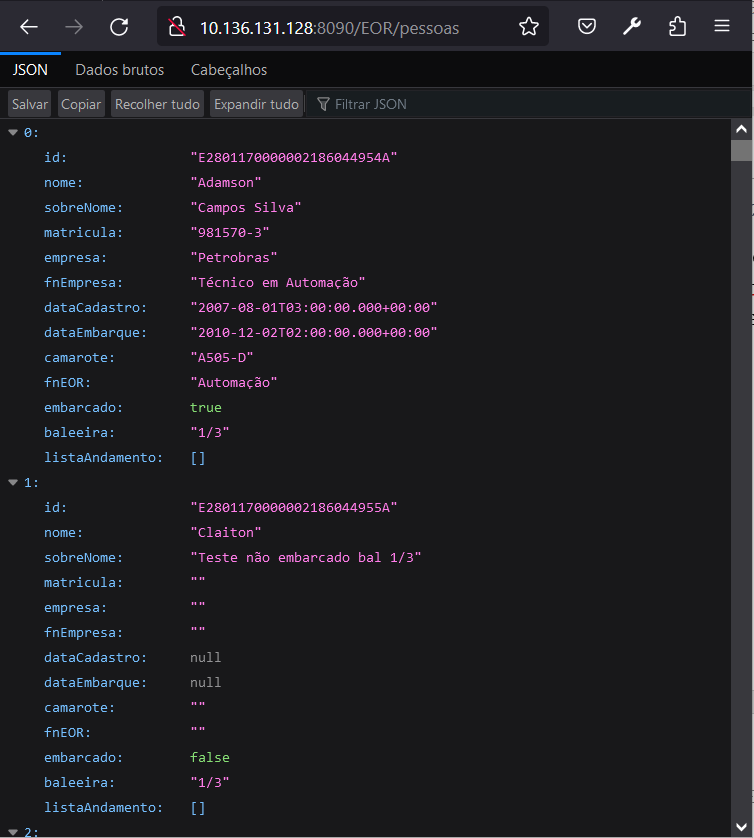 10.136.131.128:8090/EOR/pessoas
JSON Dados brutos Cabeçalhos
Salvar Copiar Recolher tudo Expandir tudo Filtrar JSON
0:
id: "E2801170000002186044954A"
nome: "Adamson"
sobreNome: "Campos Silva"
matricula: "981570-3"
empresa: "Petrobras"
fnEmpresa: "Técnico em Automação"
dataCadastro: "2007-08-01T03:00:00.000+00:00"
dataEmbarque: "2010-12-02T02:00:00.000+00:00"
camarote: "A505-D"
fnEOR: "Automação"
embarcado: true
baleeira: "1/3"
listaAndamento: []
1:
id: "E2801170000002186044955A"
nome: "Claiton"
sobreNome: "Teste não embarcado bal 1/3"
matricula: ""
empresa: ""
fnEmpresa: ""
dataCadastro: null
dataEmbarque: null
camarote: ""
fnEOR: ""
embarcado: false
baleeira: "1/3"
listaAndamento: []
2: